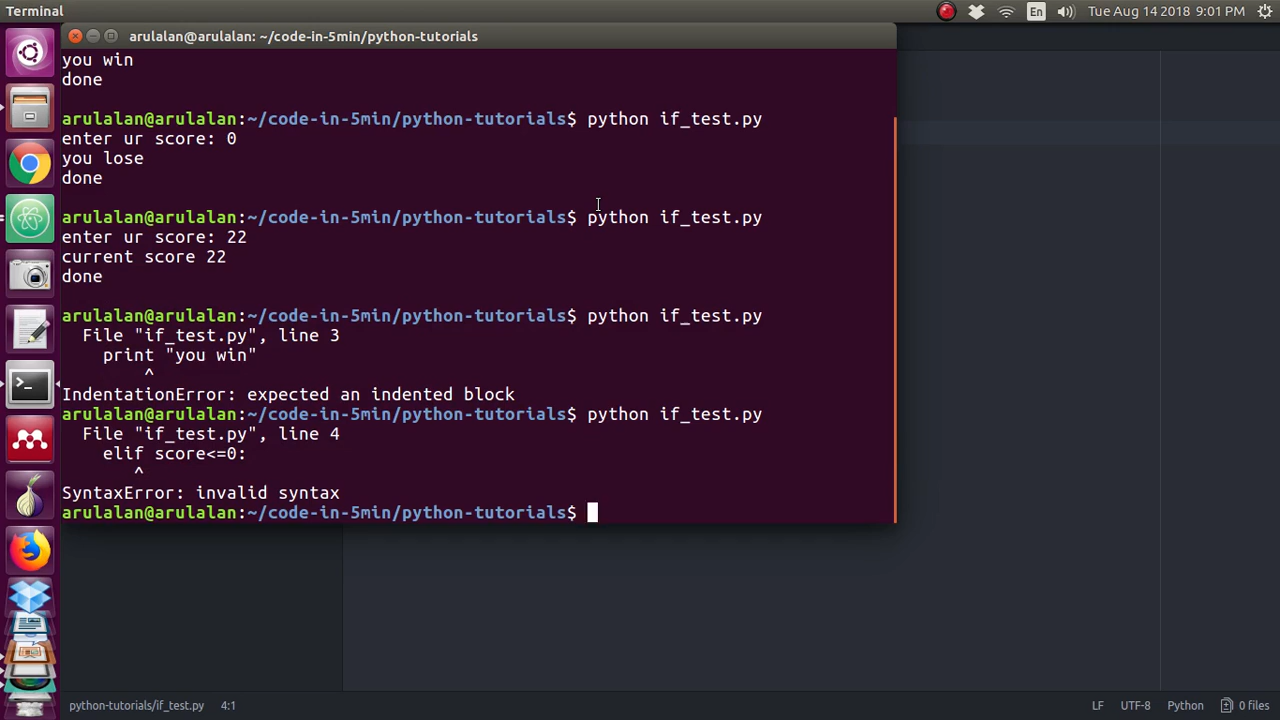 Terminal
En
Tue Aug 14 2018 9:01 PM
arulalan@arulalan: ~/code-in-5min/python-tutorials
you win
done
arulalan@arulalan:~/code-in-5min/python-tutorials$ python if_test.py
enter ur score: 0
you lose
done
arulalan@arulalan:~/code-in-5min/python-tutorials$ python if_test.py
enter ur score: 22
current score 22
done
arulalan@arulalan:~/code-in-5min/python-tutorials$ python if_test.py
File "if_test.py", line 3
print "you win"
^
IndentationError: expected an indented block
arulalan@arulalan:~/code-in-5min/python-tutorials$ python if_test.py
File "if_test.py", line 4
elif score<=0:
^
SyntaxError: invalid syntax
arulalan@arulalan:~/code-in-5min/python-tutorials$
python-tutorials/if_test.py 4:1
LF UTF-8 Python 0 files